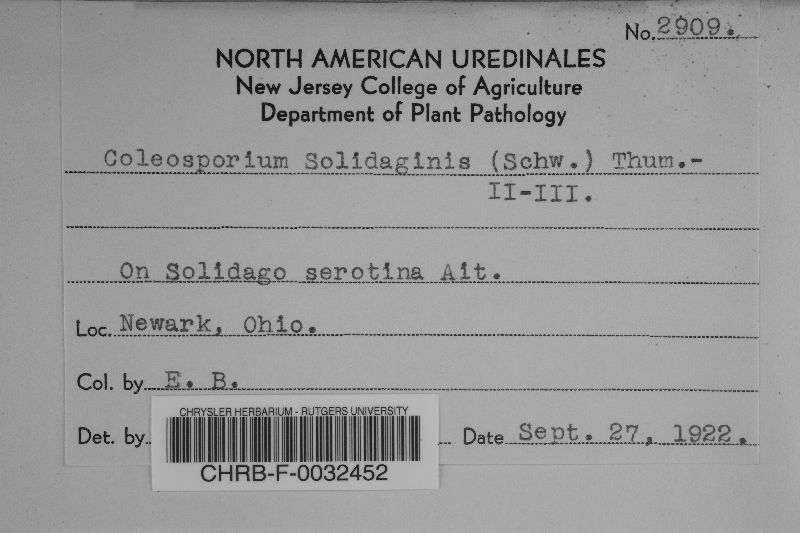 No. 2909.
NORTH AMERICAN UREDINALES
New Jersey College of Agriculture
Department of Plant Pathology
Coleosporium Solidaginis (Schw.) Thum.-
II-III.
On Solidago serotina Ait.
Loc. Newark, Ohio.
Col. by E. B.
Det. by
Date Sept. 27, 1922.
CHRYSLER HERBARIUM - RUTGERS UNIVERSITY
CHRB-F-0032452